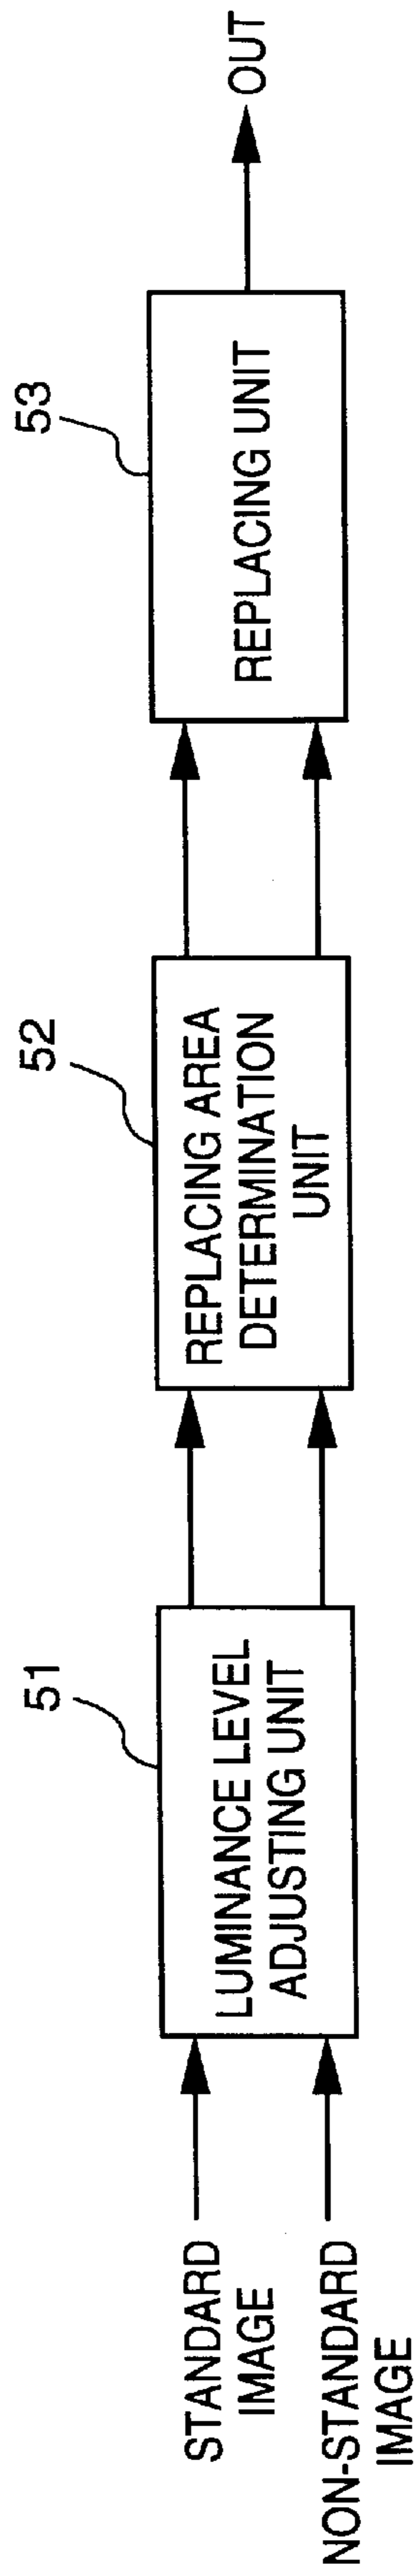 STANDARD
IMAGE
NON-STANDARD
IMAGE
51
LUMINANCE LEVEL
ADJUSTING UNIT
52
REPLACING AREA
DETERMINATION
UNIT
53
REPLACING UNIT
OUT